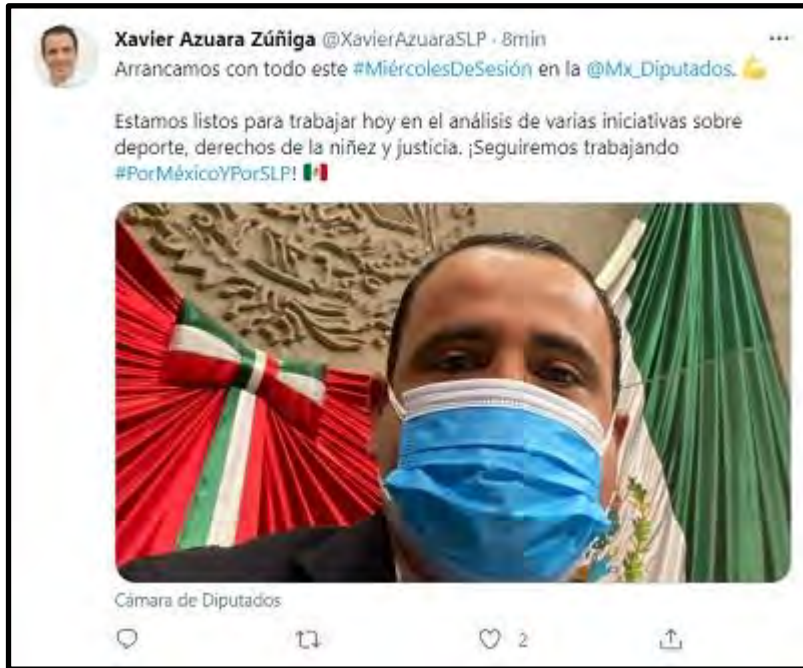 Xavier Azuara Zúñiga @XavierAzuaraSLP · 8min
Arrancamos con todo este #MiércolesDeSesión en la @Mx_Diputados. 💪
Estamos listos para trabajar hoy en el análisis de varias iniciativas sobre
deporte, derechos de la niñez y justicia. ¡Seguiremos trabajando
#PorMéxicoYPorSLP! 🇲🇽
Cámara de Diputados
2